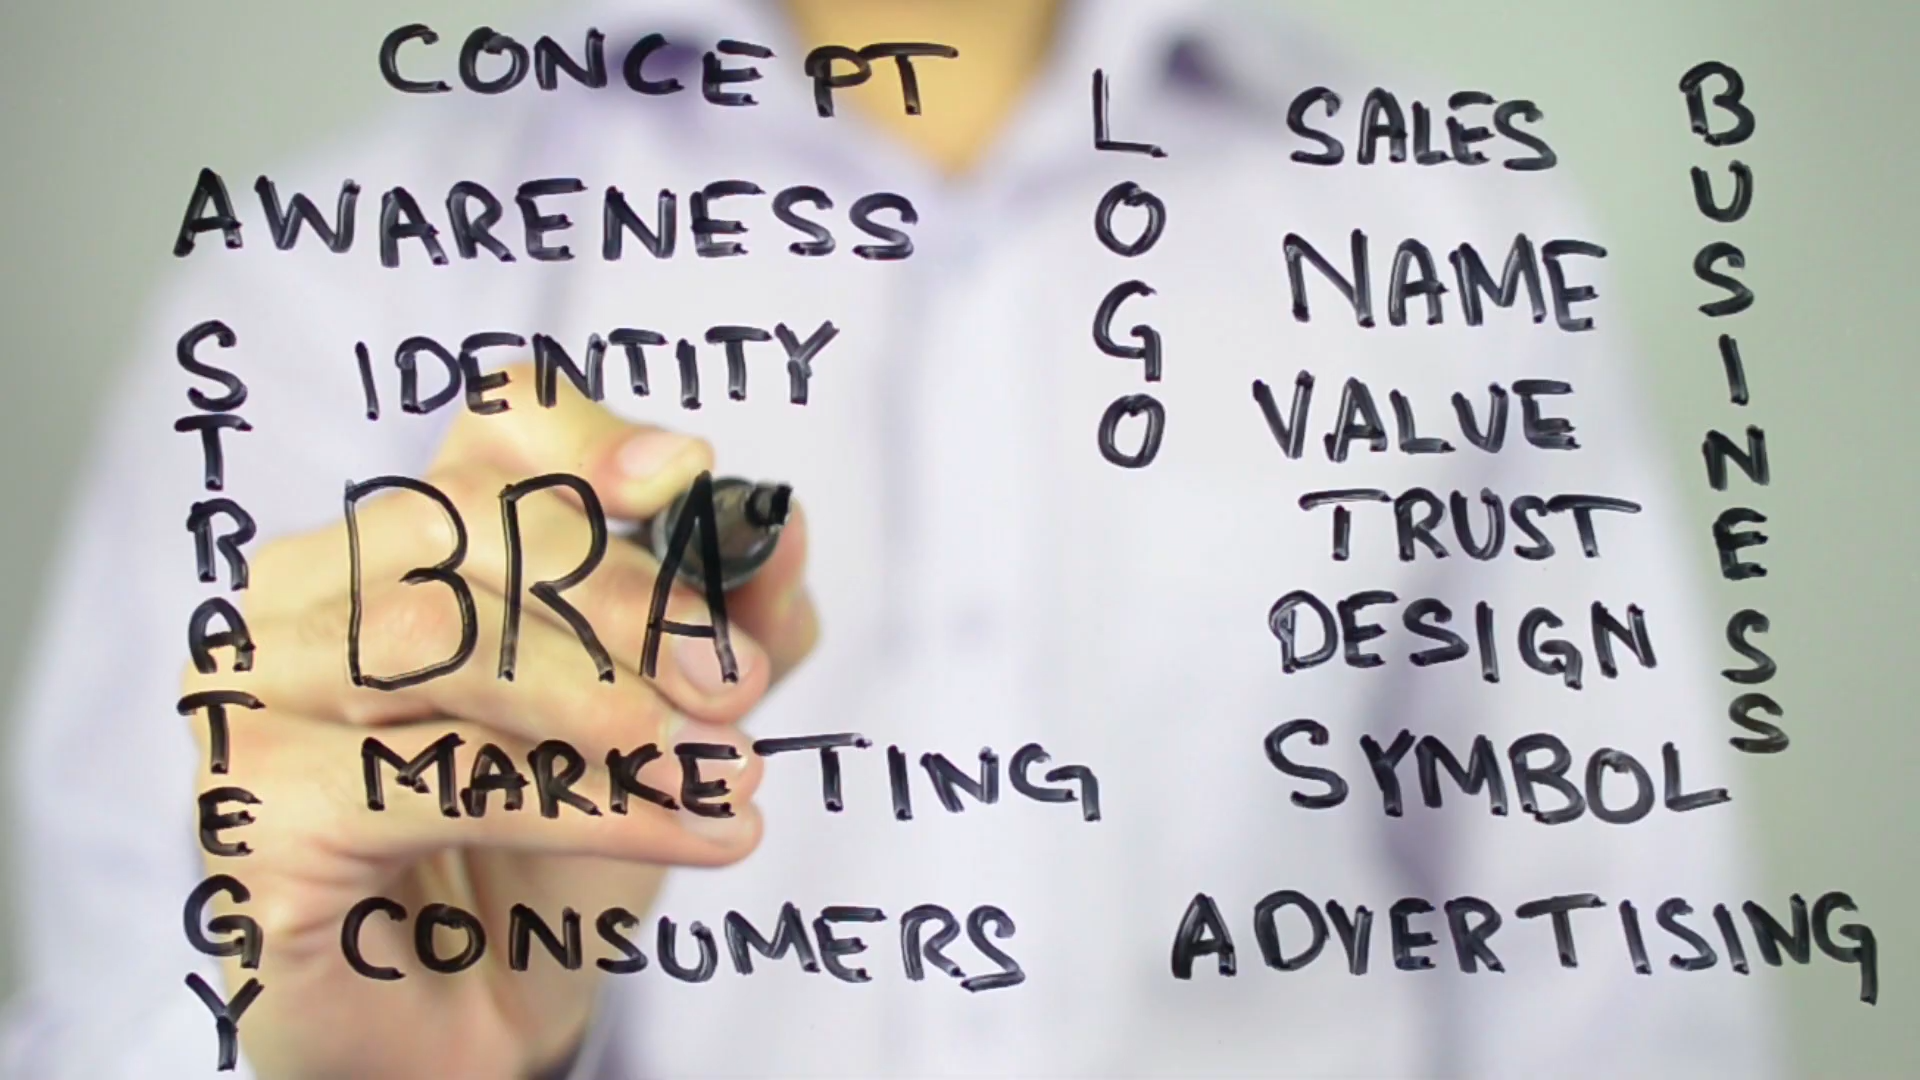 CONCEPT
AWARENESS
STRATEGY
IDENTITY
BRA
MARKETING
CONSUMERS
LOGO
SALES
NAME
VALUE
TRUST
DESIGN
SYMBOL
ADVERTISING
BUSINESS